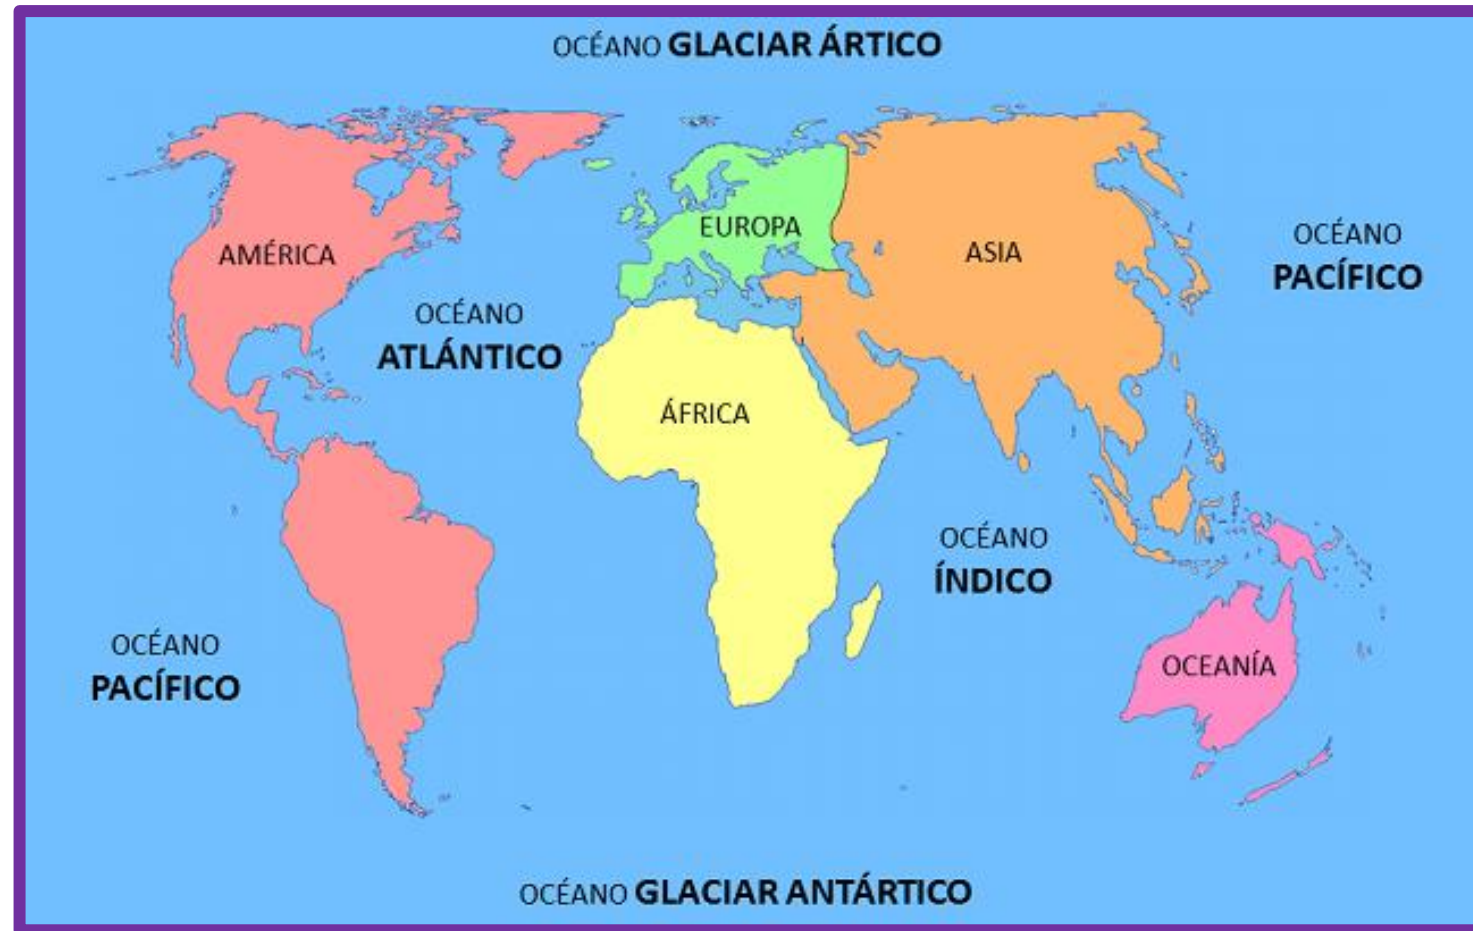 OCÉANO GLACIAR ÁRTICO
AMÉRICA
EUROPA
ASIA
OCÉANO
PACÍFICO
OCÉANO
ATLÁNTICO
ÁFRICA
OCÉANO
ÍNDICO
OCÉANO
PACÍFICO
OCEANÍA
OCÉANO GLACIAR ANTÁRTICO